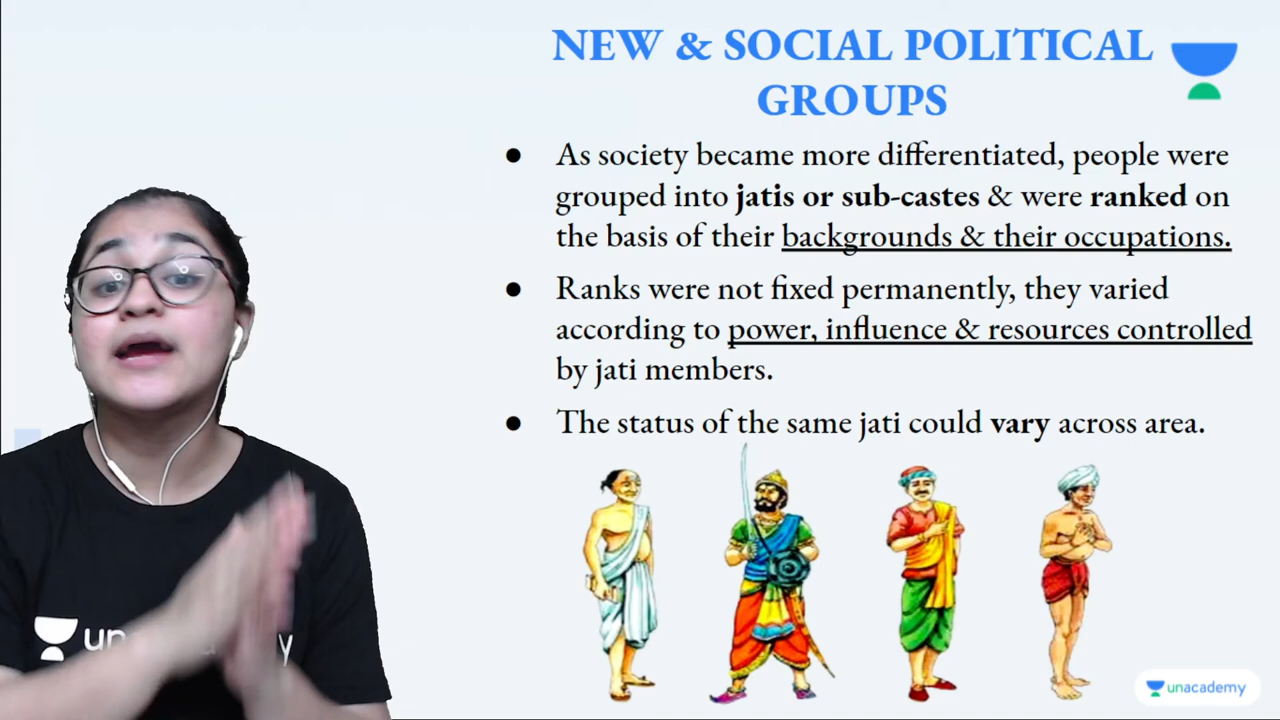 NEW & SOCIAL POLITICAL
GROUPS
● As society became more differentiated, people were
grouped into jatis or sub-castes & were ranked on
the basis of their backgrounds & their occupations.
● Ranks were not fixed permanently, they varied
according to power, influence & resources controlled
by jati members.
● The status of the same jati could vary across area.
unacademy